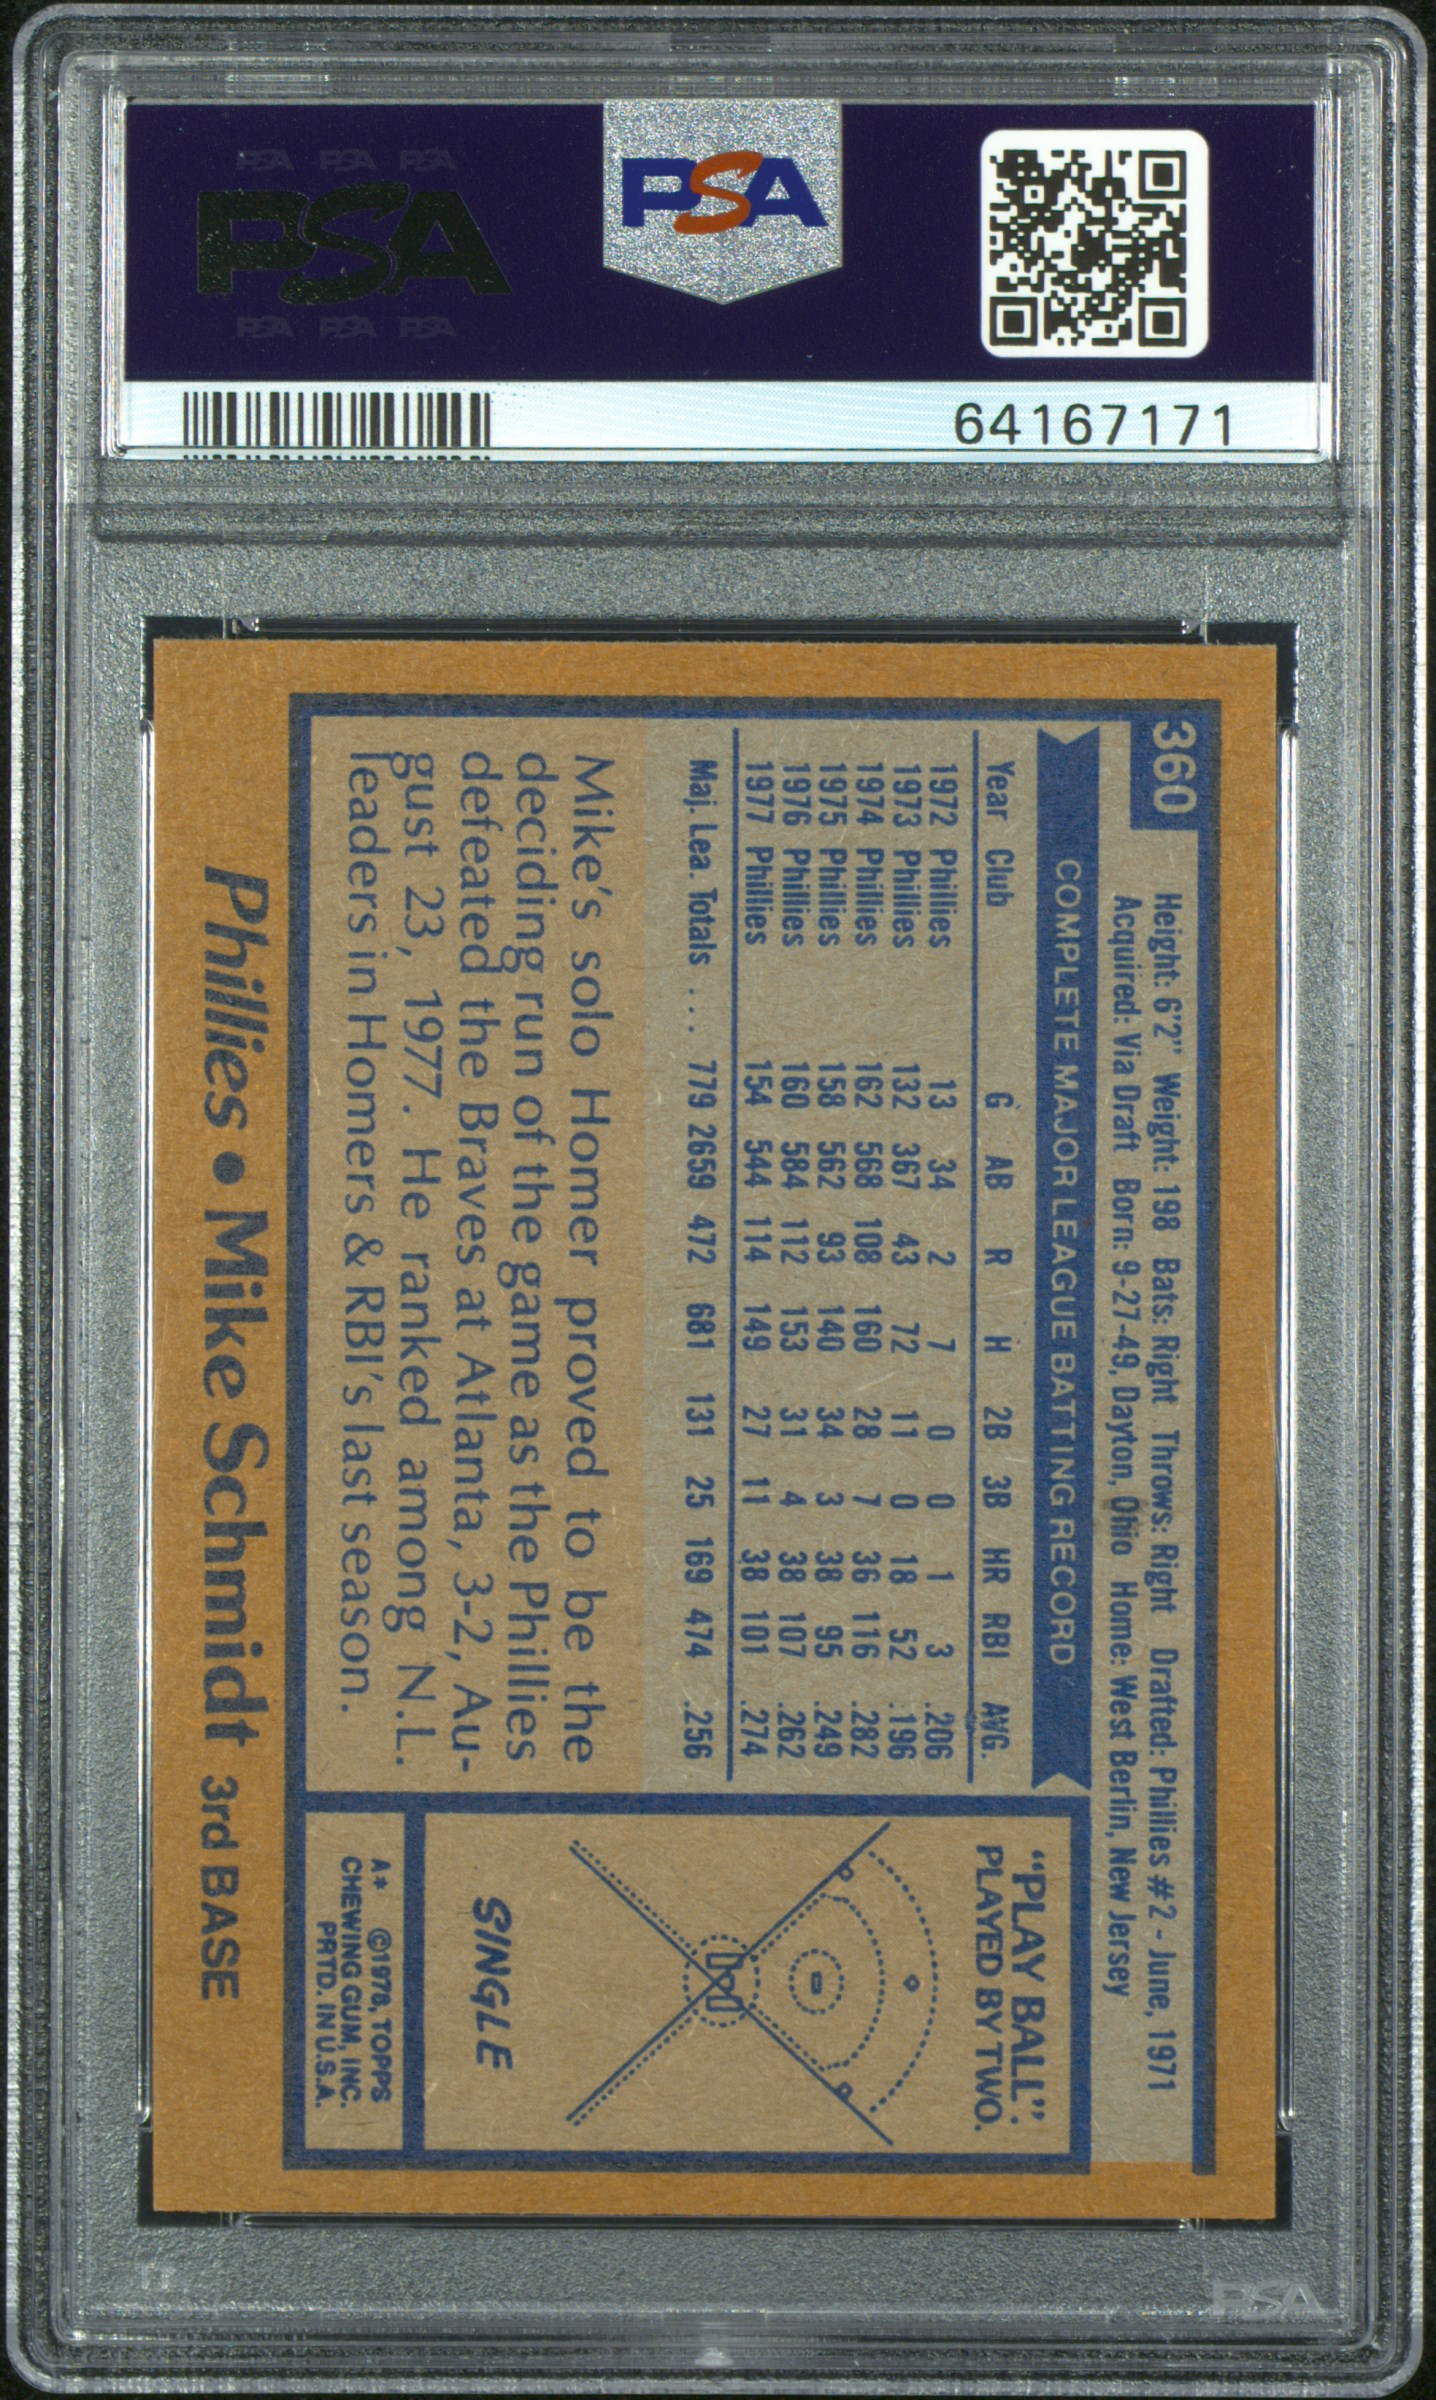 PSA PSA PSA
PSA
PSA PSA PSA
PSA
64167171
360
Height: 6'2" Weight: 198 Bats: Right Throws: Right Drafted: Phillies #2 - June, 1971
Acquired: Via Draft Born: 9-27-49, Dayton, Ohio Home: West Berlin, New Jersey
COMPLETE MAJOR LEAGUE BATTING RECORD
Year Club G AB R H 2B 3B HR RBI AVG.
1972 Phillies 13 34 2 7 0 0 1 3 .206
1973 Phillies 132 367 43 72 11 0 18 52 .196
1974 Phillies 162 568 108 160 28 7 36 116 .282
1975 Phillies 158 562 93 140 34 3 38 95 .249
1976 Phillies 160 584 112 153 31 4 38 107 .262
1977 Phillies 154 544 114 149 27 11 38 101 .274
Maj. Lea. Totals . . . 779 2659 472 681 131 25 169 474 .256
Mike's solo Homer proved to be the
deciding run of the game as the Phillies
defeated the Braves at Atlanta, 3-2, Au-
gust 23, 1977. He ranked among N.L.
leaders in Homers & RBI's last season.
"PLAY BALL":
PLAYED BY TWO.
SINGLE
A* ©1978, TOPPS
CHEWING GUM, INC.
PRTD. IN U.S.A.
Phillies • Mike Schmidt 3rd BASE
PSA